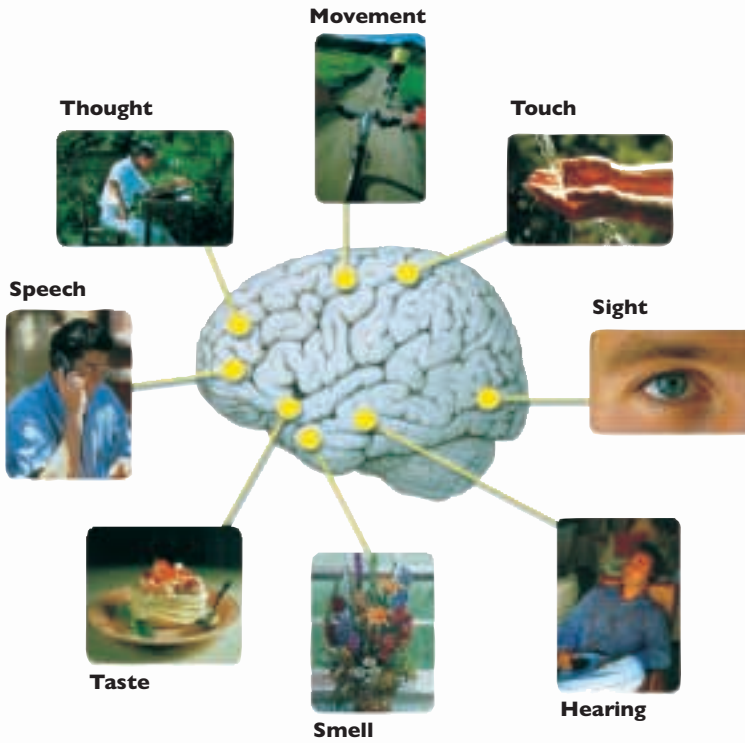 Movement
Thought
Touch
Speech
Sight
Taste
Smell
Hearing